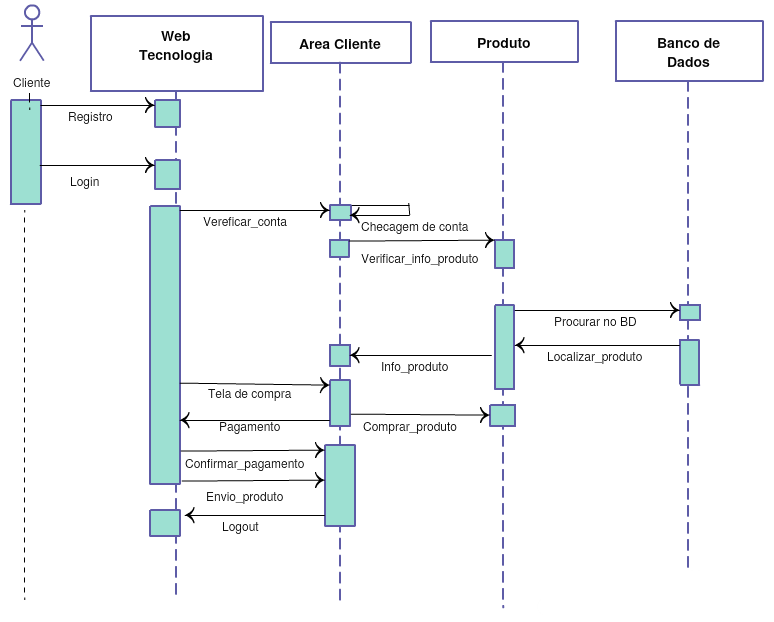 Web
Tecnologia
Area Cliente
Produto
Banco de
Dados
Cliente
Registro
Login
Vereficar_conta
Checagem de conta
Verificar_info_produto
Procurar no BD
Localizar_produto
Info_produto
Tela de compra
Pagamento
Comprar_produto
Confirmar_pagamento
Envio_produto
Logout